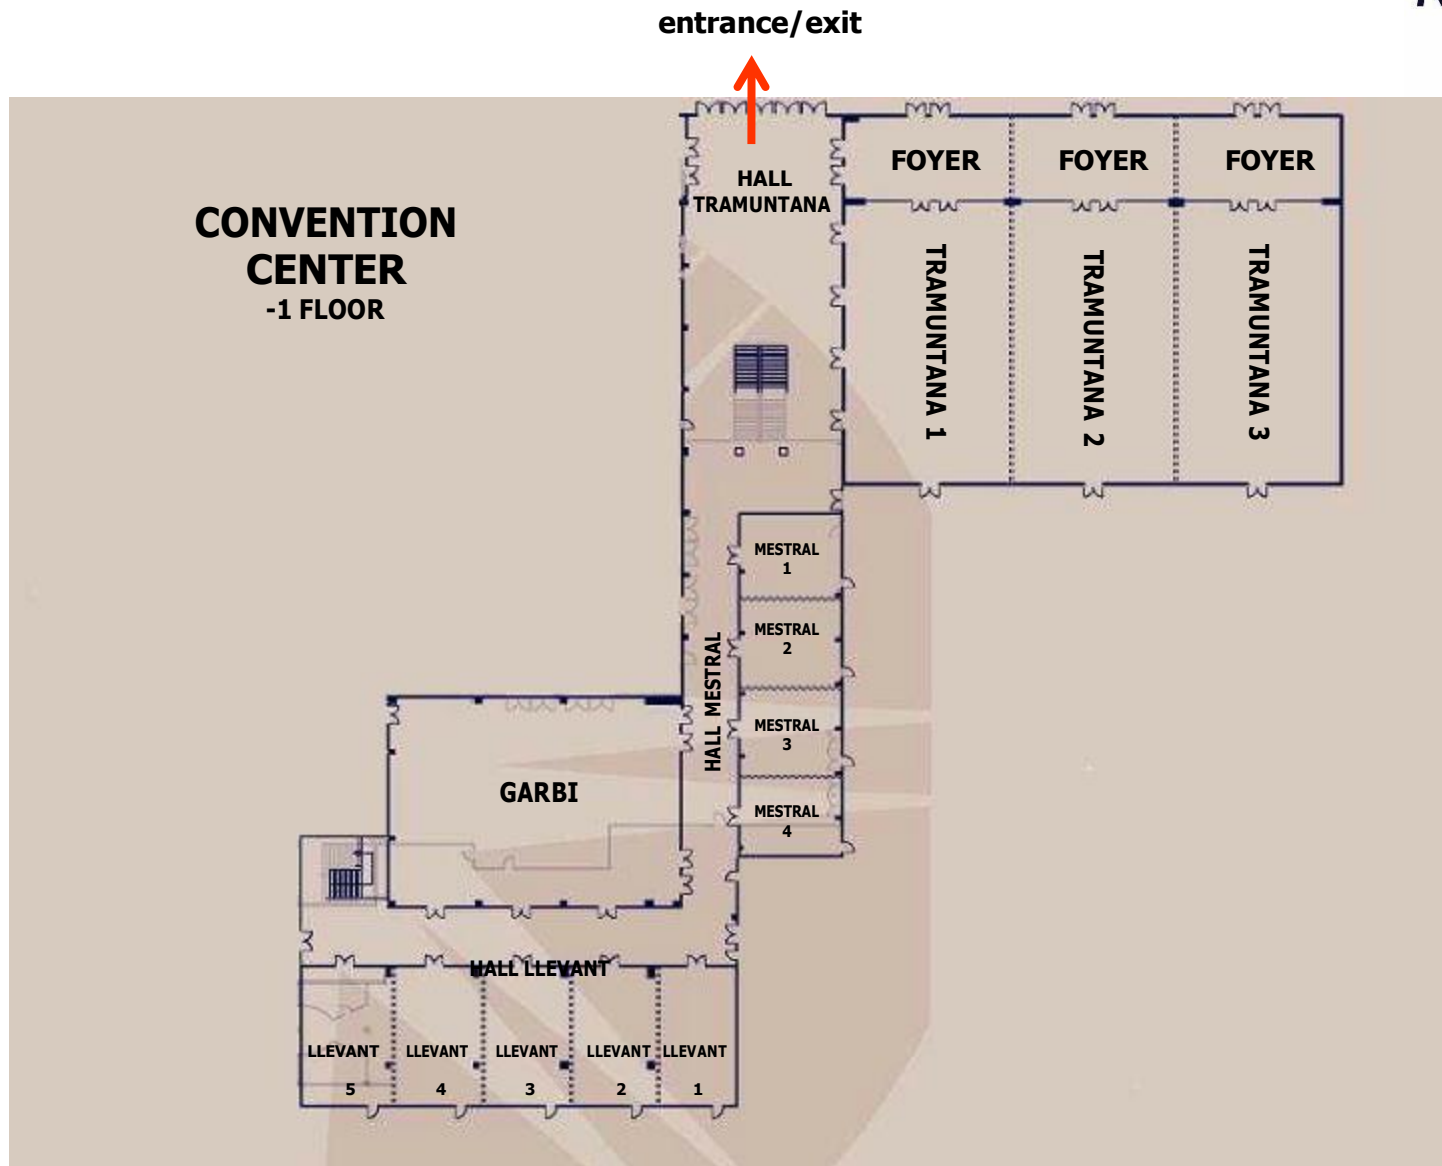 entrance/exit
FOYER
FOYER
FOYER
HALL
TRAMUNTANA
CONVENTION
CENTER
-1 FLOOR
TRAMUNTANA 1
TRAMUNTANA 2
TRAMUNTANA 3
MESTRAL
1
MESTRAL
2
HALL MESTRAL
MESTRAL
3
GARBI
MESTRAL
4
HALL LLEVANT
LLEVANT
5
LLEVANT
4
LLEVANT
3
LLEVANT
2
LLEVANT
1